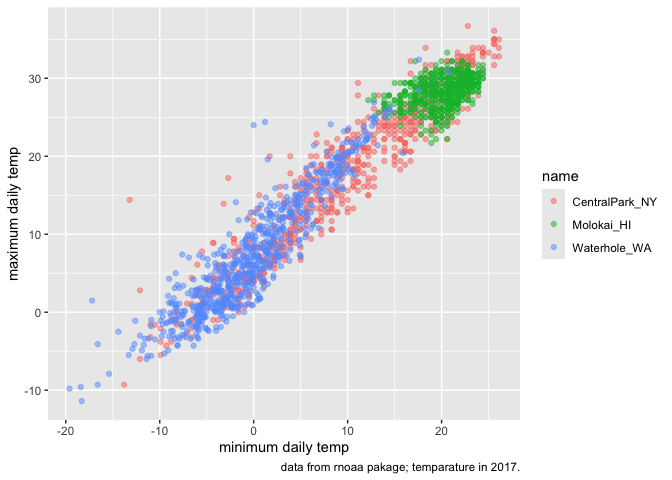 maximum daily temp
30
20
10
0
-10
-20
-10
0
10
20
minimum daily temp
data from rnoaa pakage; temparature in 2017.
name
CentralPark_NY
Molokai_HI
Waterhole_WA